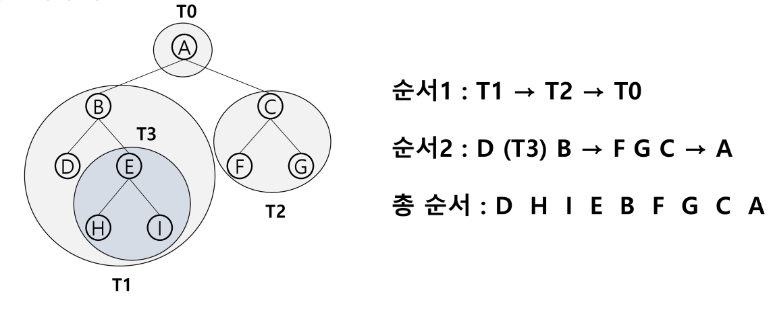 T0
A
B
C
T3
D
E
F
G
H
I
T2
T1
순서1 : T1 → T2 → T0
순서2 : D (T3) B → F G C → A
총 순서 : D H I E B F G C A